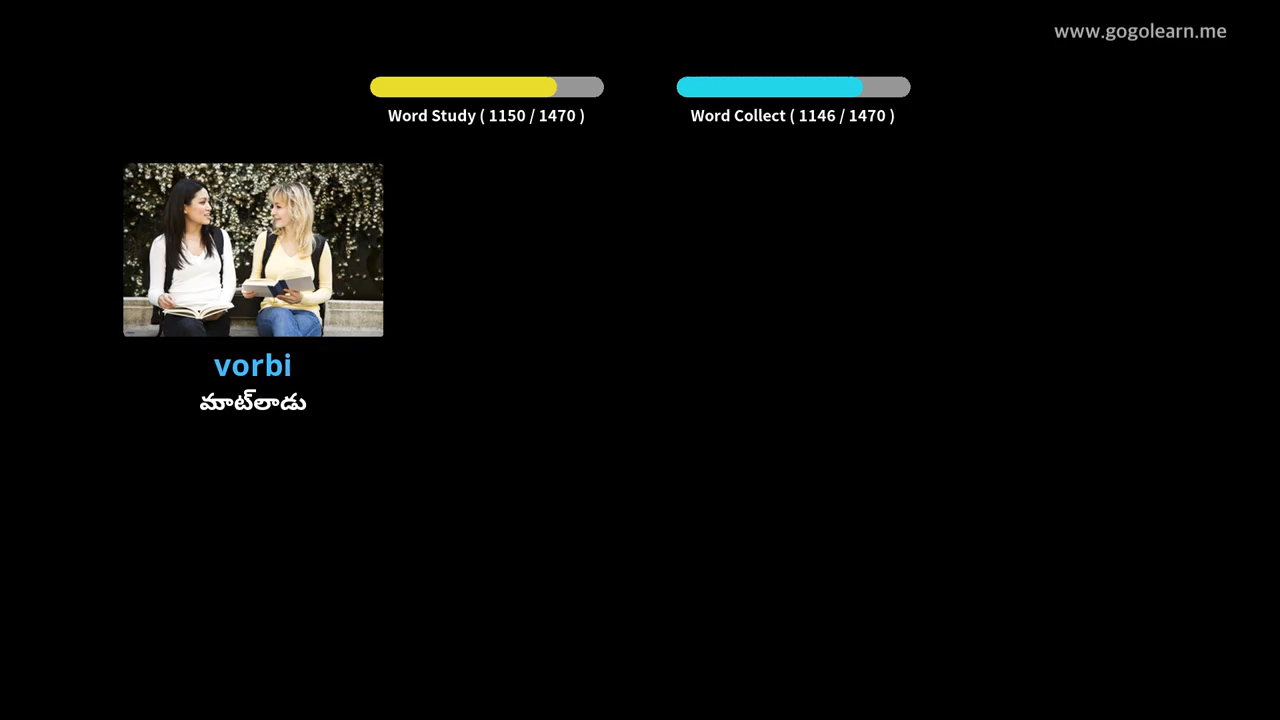 www.gogolearn.me
Word Study ( 1150 / 1470 )
Word Collect ( 1146 / 1470 )
vorbi
మాట్‌లాడు